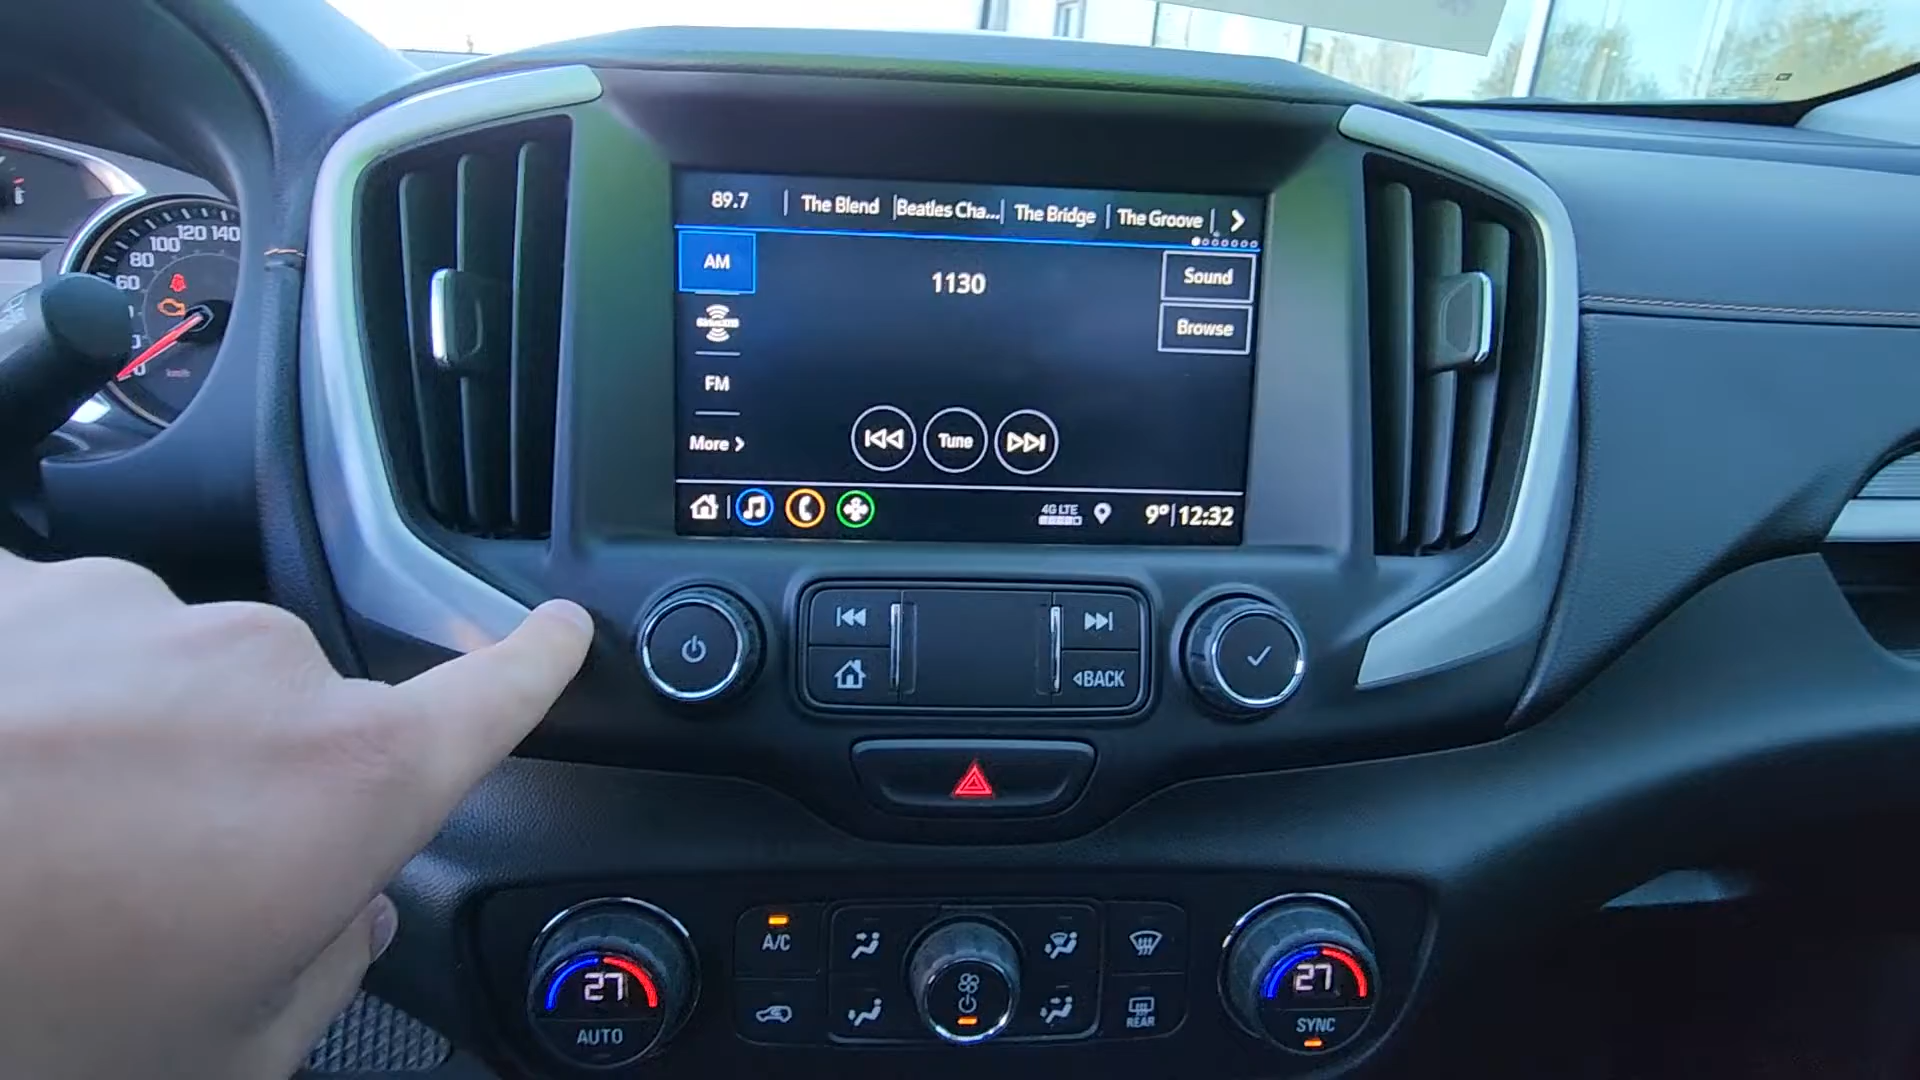 89.7 The Blend Beatles Cha... The Bridge The Groove
AM
1130
Sound
Browse
FM
More
Tune
4G LTE
9° 12:32
BACK
60
80
100
120
140
km/h
A/C
27
AUTO
REAR
27
SYNC